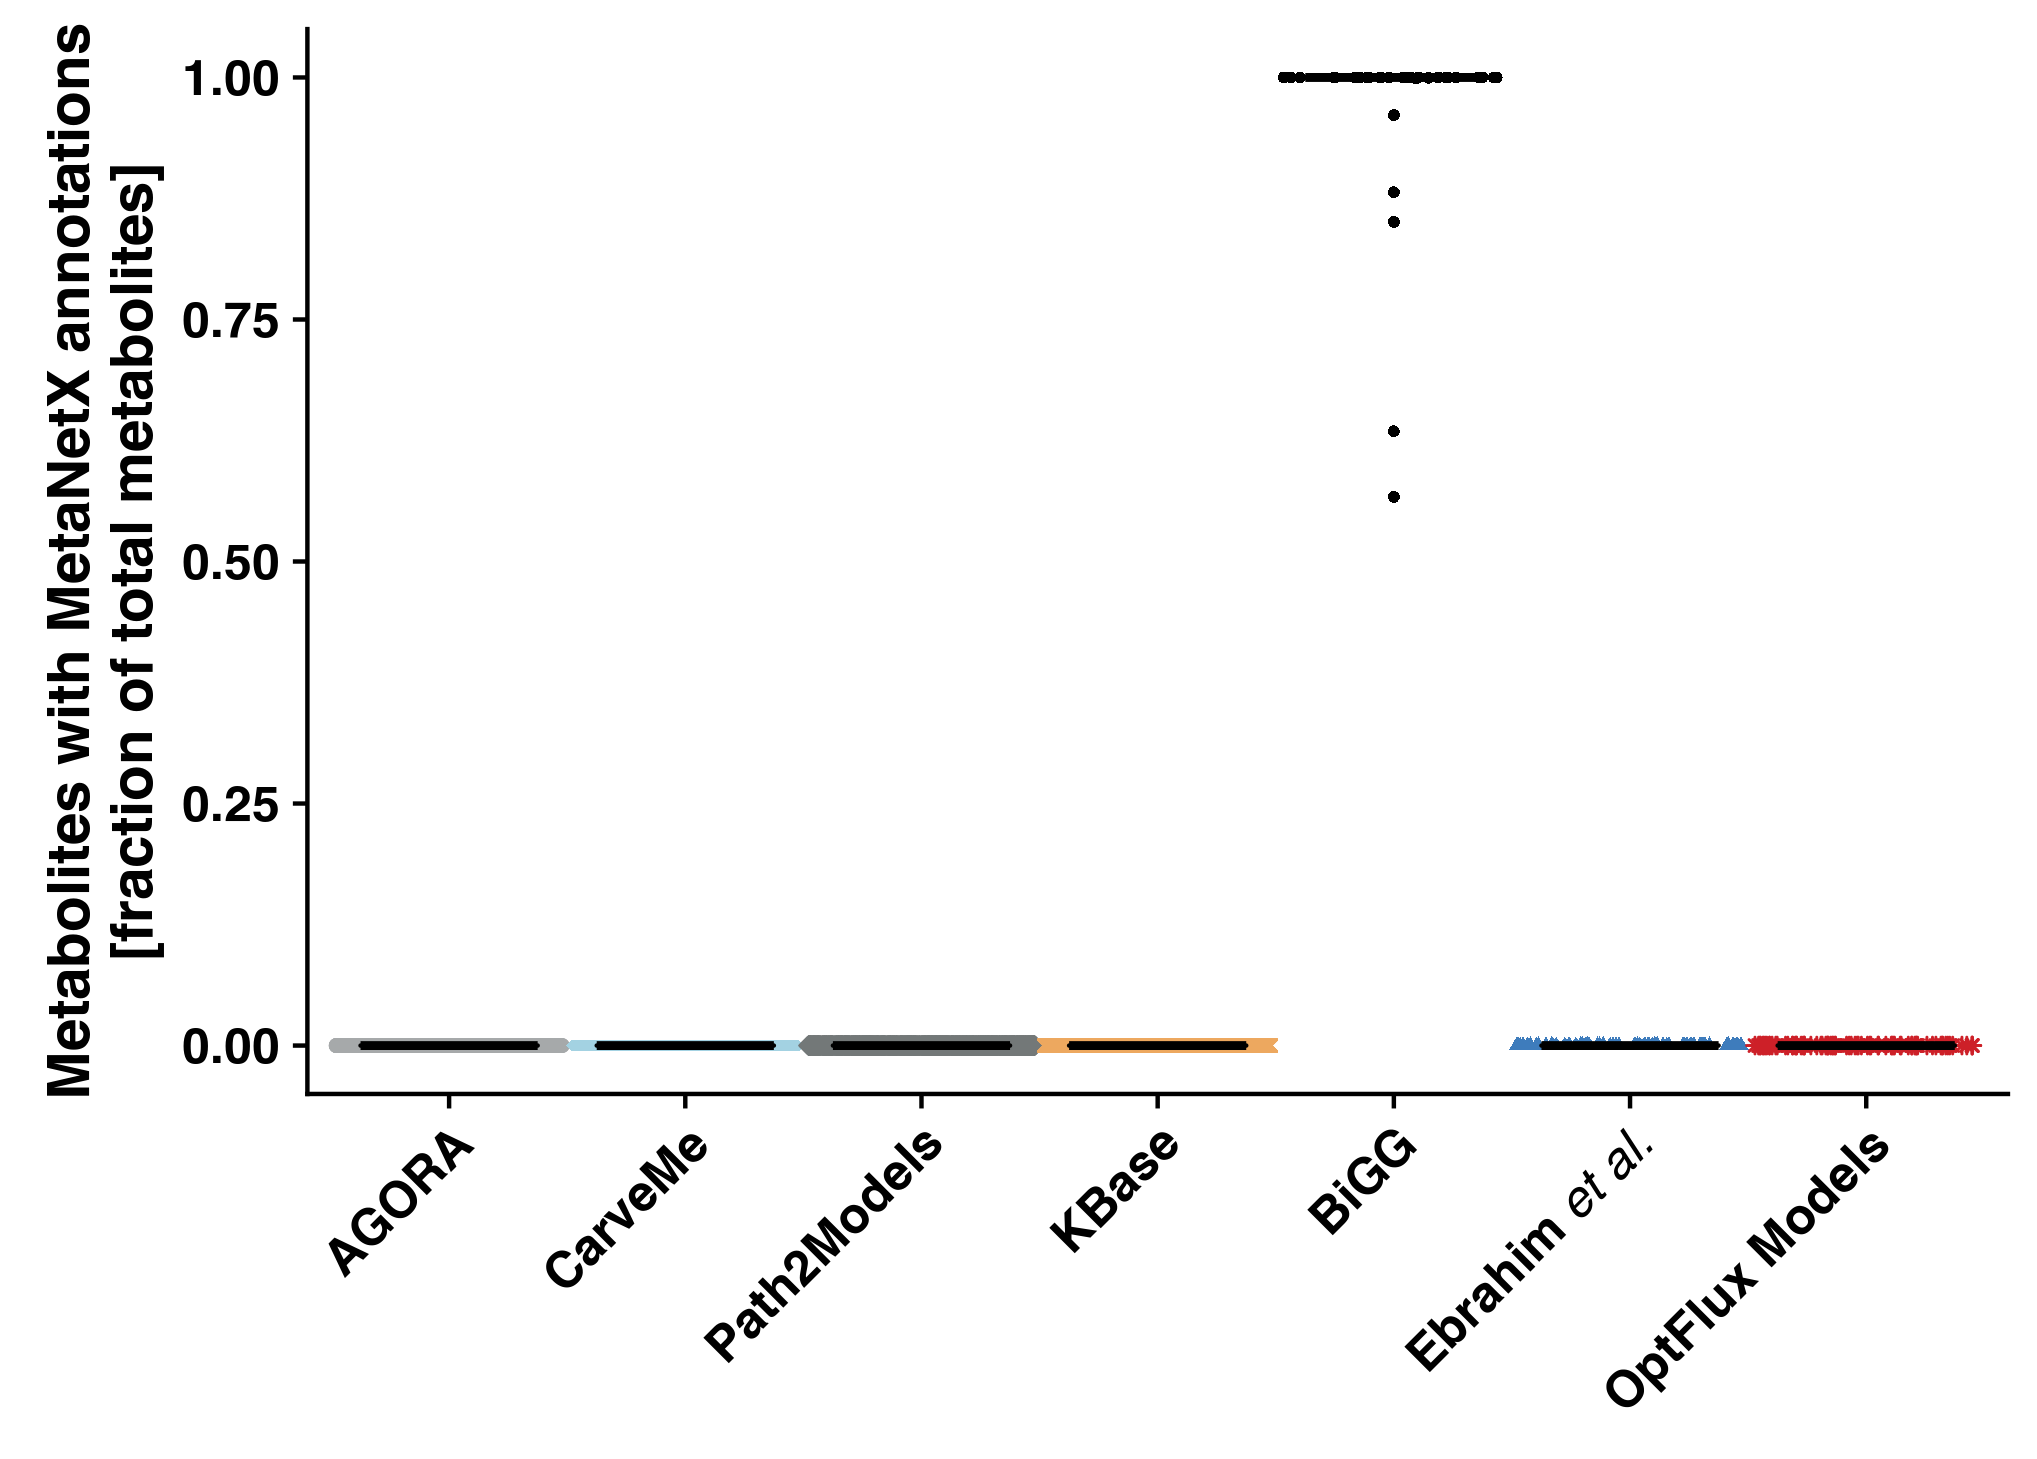 Metabolites with MetaNetX annotations
[fraction of total metabolites]
1.00
0.75
0.50
0.25
0.00
AGORA
CarveMe
Path2Models
KBase
BiGG
Ebrahim et al.
OptFlux Models